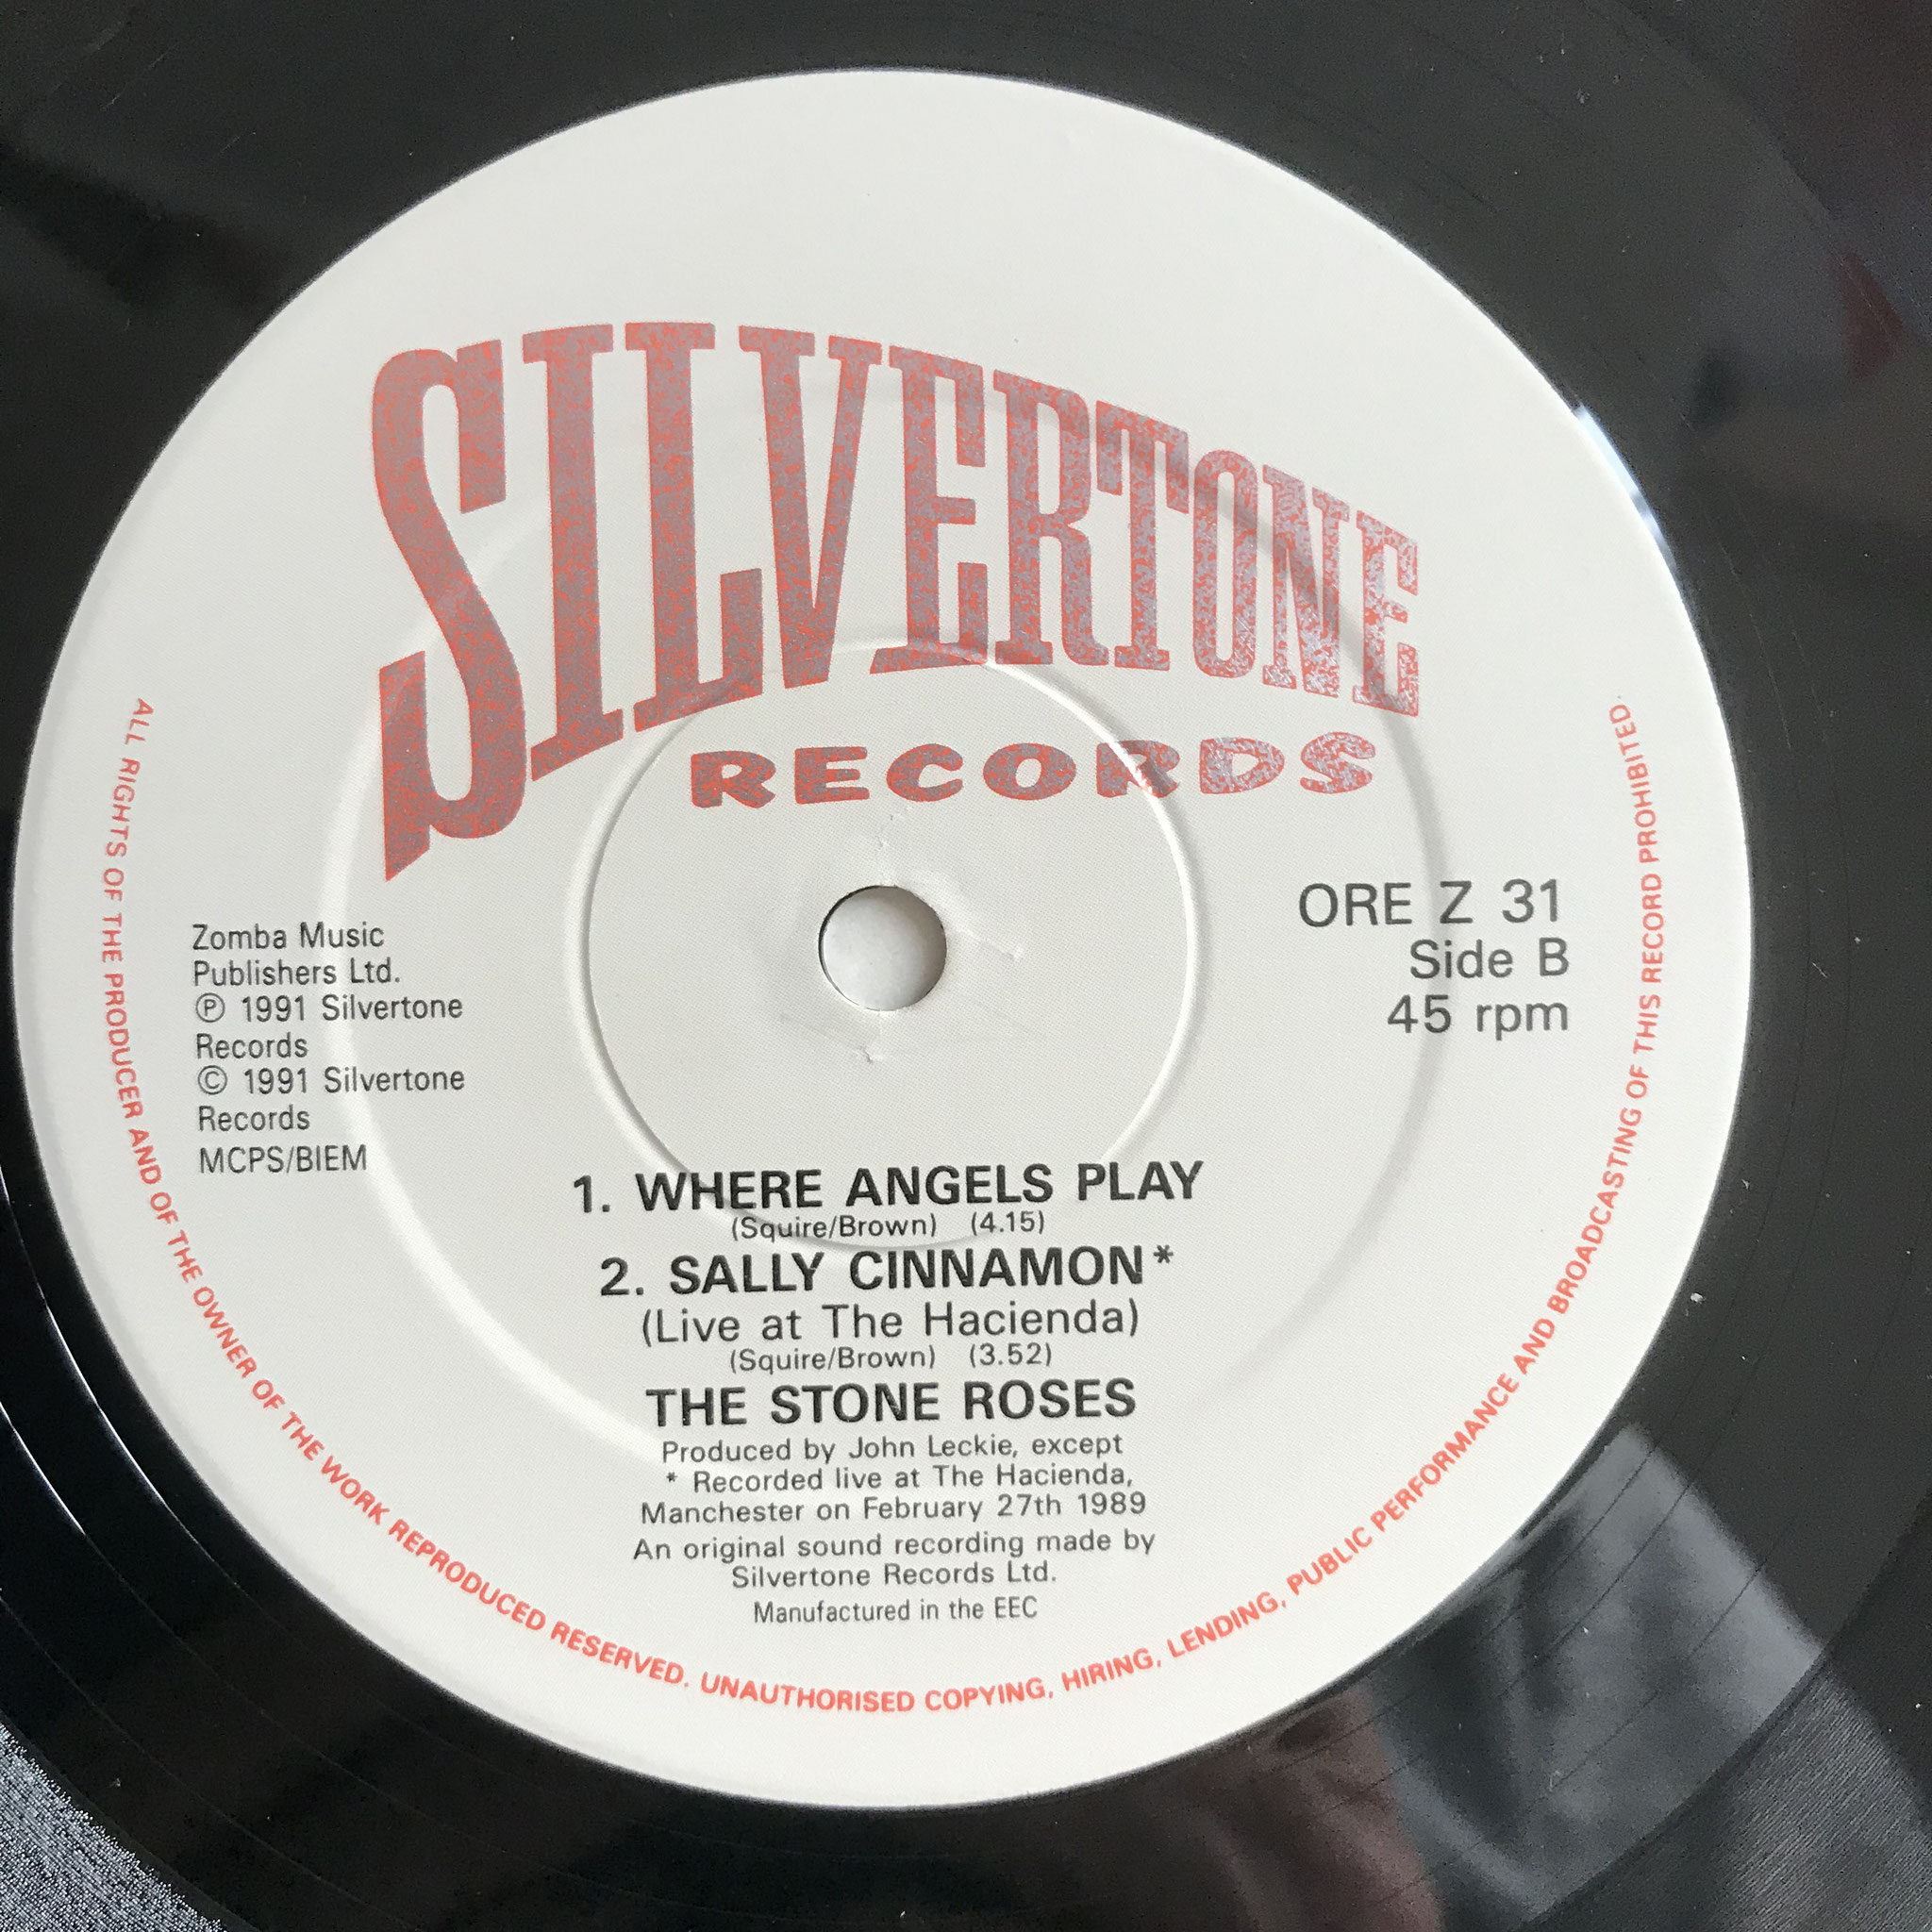 SILVERTONE
RECORDS
ORE Z 31
Side B
45 rpm
Zomba Music
Publishers Ltd.
℗ 1991 Silvertone
Records
© 1991 Silvertone
Records
MCPS/BIEM
1. WHERE ANGELS PLAY
(Squire/Brown) (4.15)
2. SALLY CINNAMON*
(Live at The Hacienda)
(Squire/Brown) (3.52)
THE STONE ROSES
Produced by John Leckie, except
* Recorded live at The Hacienda,
Manchester on February 27th 1989
An original sound recording made by
Silvertone Records Ltd.
Manufactured in the EEC
ALL RIGHTS OF THE PRODUCER AND OF THE OWNER OF THE WORK REPRODUCED RESERVED. UNAUTHORISED COPYING, HIRING, LENDING, PUBLIC PERFORMANCE AND BROADCASTING OF THIS RECORD PROHIBITED